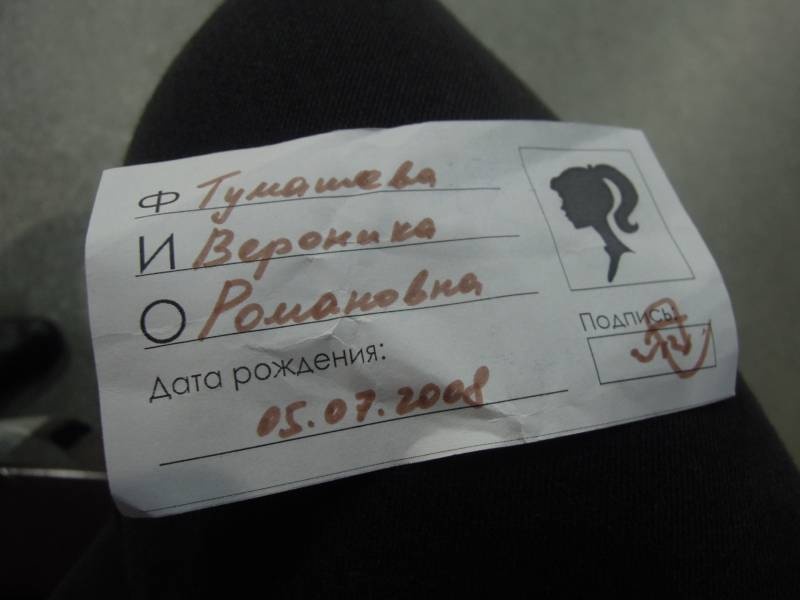 Ф Тумашева
И Вероника
О Романовна
Дата рождения:
05.07.2008
Подпись: